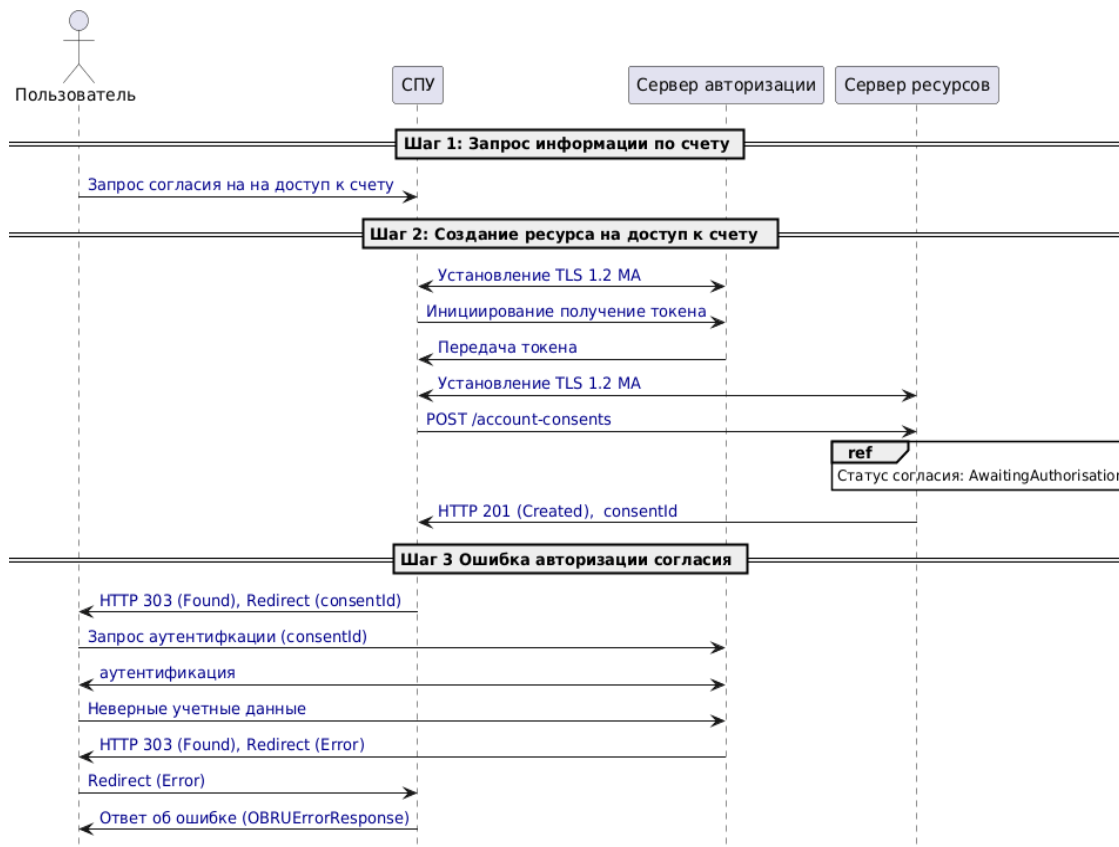 Пользователь
СПУ
Сервер авторизации
Сервер ресурсов
Шаг 1: Запрос информации по счету
Запрос согласия на на доступ к счету
Шаг 2: Создание ресурса на доступ к счету
Установление TLS 1.2 MA
Инициирование получение токена
Передача токена
Установление TLS 1.2 MA
POST /account-consents
ref
Статус согласия: AwaitingAuthorisation
HTTP 201 (Created), consentId
Шаг 3 Ошибка авторизации согласия
HTTP 303 (Found), Redirect (consentId)
Запрос аутентифкации (consentId)
аутентификация
Неверные учетные данные
HTTP 303 (Found), Redirect (Error)
Redirect (Error)
Ответ об ошибке (OBRUErrorResponse)